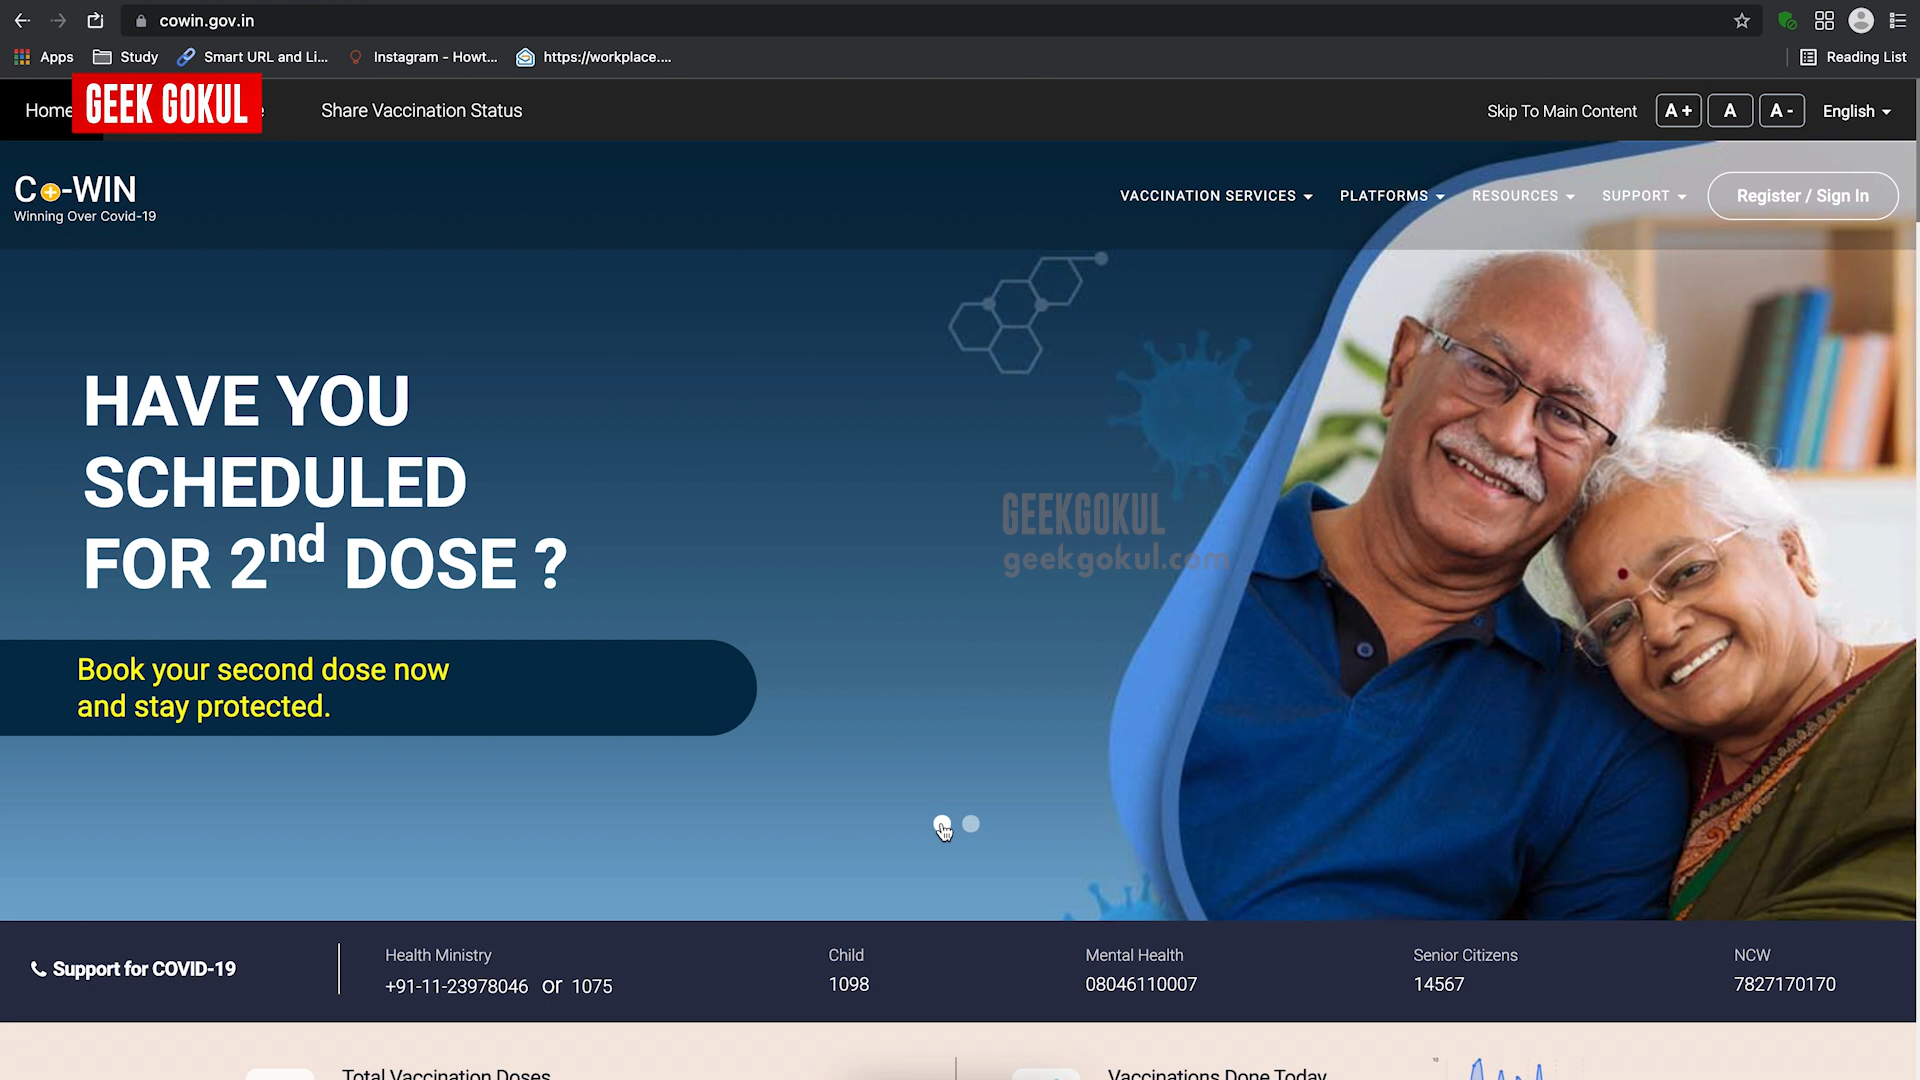 cowin.gov.in
Apps
Study
Smart URL and Li...
Instagram - Howt...
https://workplace....
Reading List
Home
GEEK GOKUL
Share Vaccination Status
Skip To Main Content
A +
A
A -
English
Co-WIN
Winning Over Covid-19
VACCINATION SERVICES
PLATFORMS
RESOURCES
SUPPORT
Register / Sign In
HAVE YOU
SCHEDULED
FOR 2nd DOSE ?
GEEKGOKUL
geekgokul.com
Book your second dose now
and stay protected.
Support for COVID-19
Health Ministry
+91-11-23978046 or 1075
Child
1098
Mental Health
08046110007
Senior Citizens
14567
NCW
7827170170
Total Vaccination Doses
Vaccinations Done Today
10